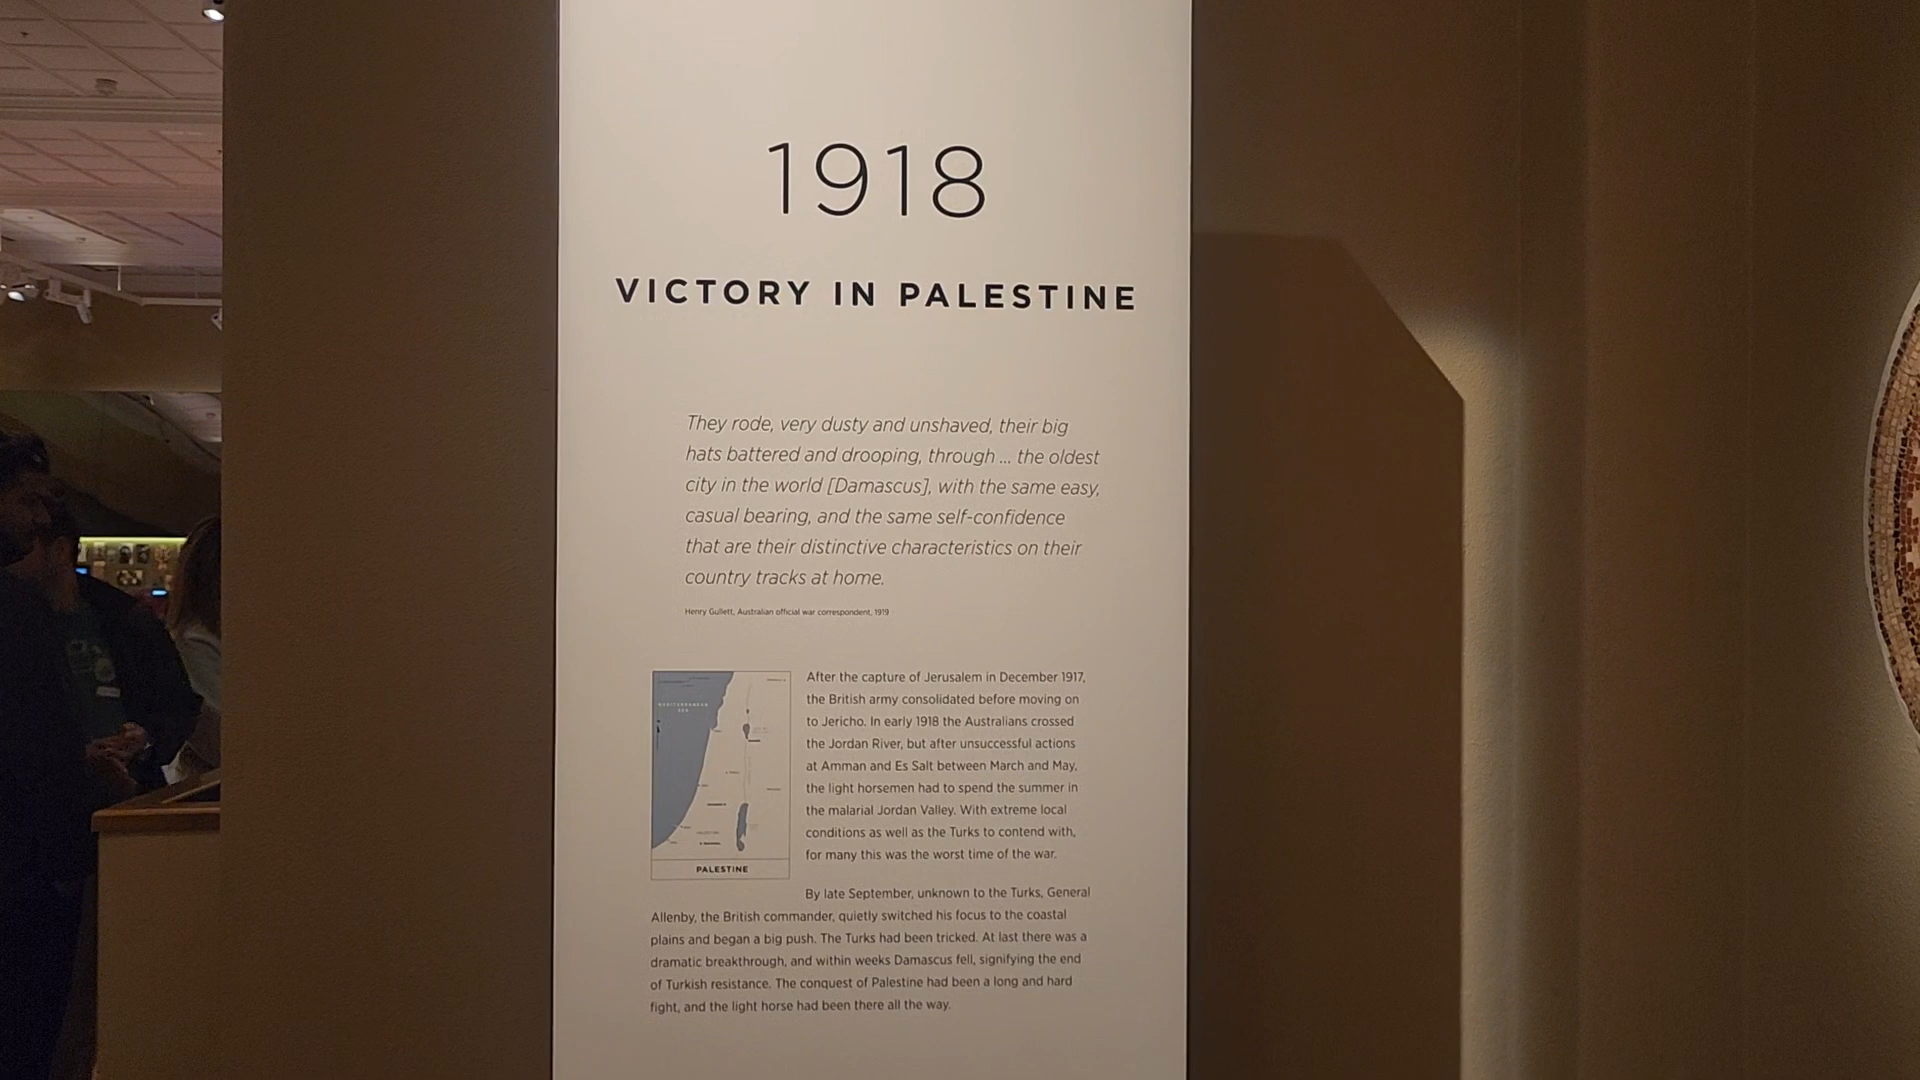 1918
VICTORY IN PALESTINE
They rode, very dusty and unshaved, their big
hats battered and drooping, through ... the oldest
city in the world [Damascus], with the same easy,
casual bearing, and the same self-confidence
that are their distinctive characteristics on their
country tracks at home.
Henry Gullett, Australian official war correspondent, 1919
MEDITERRANEAN
SEA
PALESTINE
After the capture of Jerusalem in December 1917,
the British army consolidated before moving on
to Jericho. In early 1918 the Australians crossed
the Jordan River, but after unsuccessful actions
at Amman and Es Salt between March and May,
the light horsemen had to spend the summer in
the malarial Jordan Valley. With extreme local
conditions as well as the Turks to contend with,
for many this was the worst time of the war.
By late September, unknown to the Turks, General
Allenby, the British commander, quietly switched his focus to the coastal
plains and began a big push. The Turks had been tricked. At last there was a
dramatic breakthrough, and within weeks Damascus fell, signifying the end
of Turkish resistance. The conquest of Palestine had been a long and hard
fight, and the light horse had been there all the way.